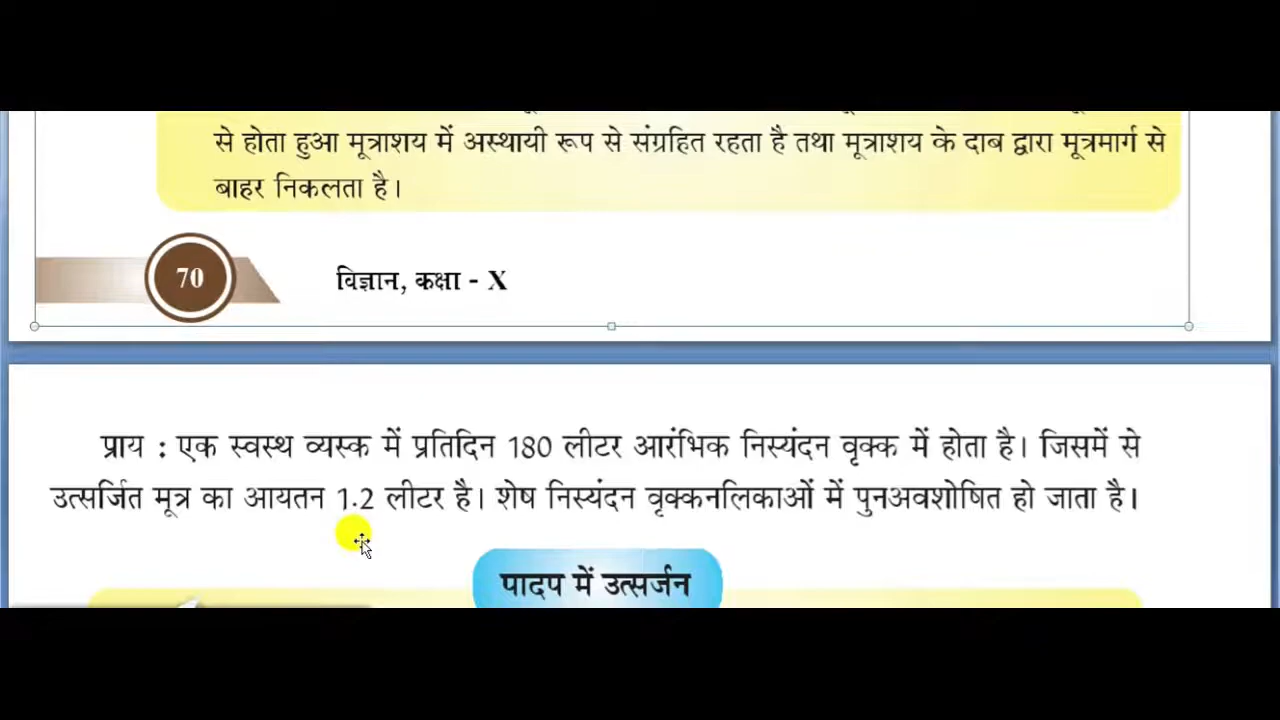 से होता हुआ मूत्राशय में अस्थायी रूप से संग्रहित रहता है तथा मूत्राशय के दाब द्वारा मूत्रमार्ग से
बाहर निकलता है।
70
विज्ञान, कक्षा - X
प्राय : एक स्वस्थ व्यस्क में प्रतिदिन 180 लीटर आरंभिक निस्यंदन वृक्क में होता है। जिसमें से
उत्सर्जित मूत्र का आयतन 1.2 लीटर है। शेष निस्यंदन वृक्कनलिकाओं में पुनअवशोषित हो जाता है।
पादप में उत्सर्जन